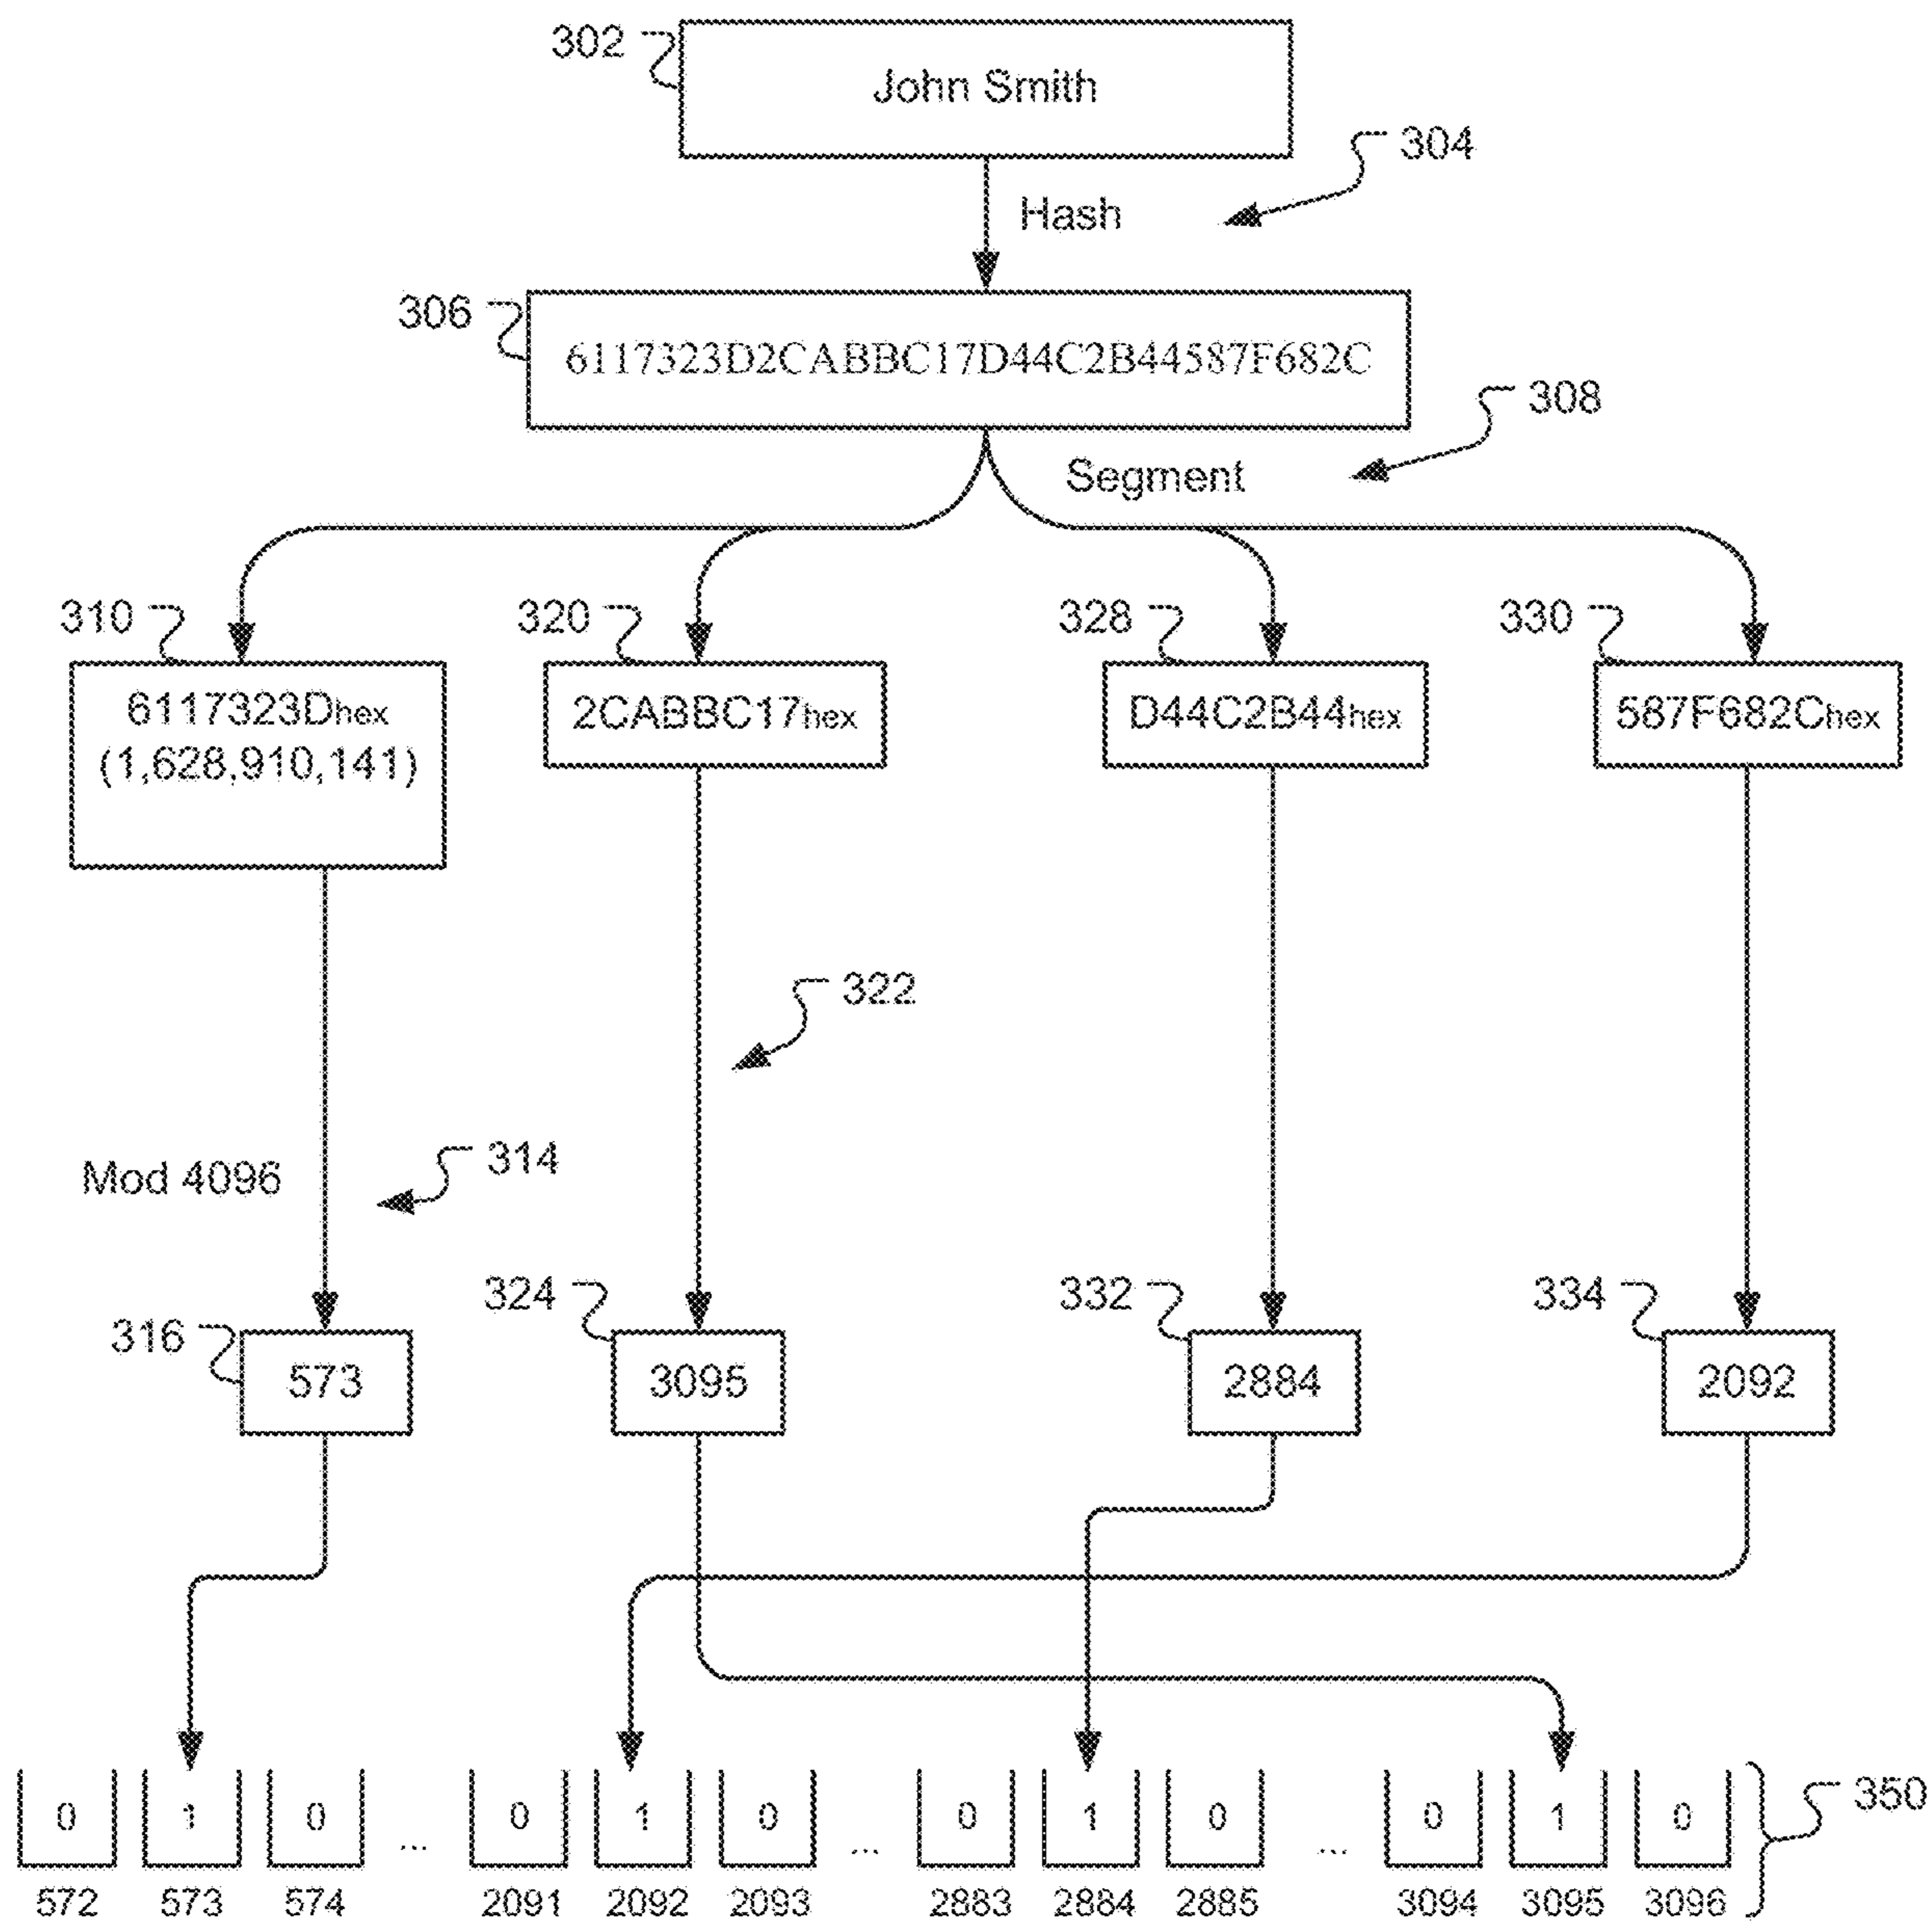 302
John Smith
304
Hash
306
6117323D2CABBC17D44C2B44587F682C
308
Segment
310
320
328
330
6117323Dhex
(1,628,910,141)
2CABBC17hex
D44C2B44hex
587F682Chex
322
Mod 4096
314
316
324
332
334
573
3095
2884
2092
0 1 0 ... 0 1 0 ... 0 1 0 ... 0 1 0
350
572 573 574 2091 2092 2093 2883 2884 2885 3094 3095 3096